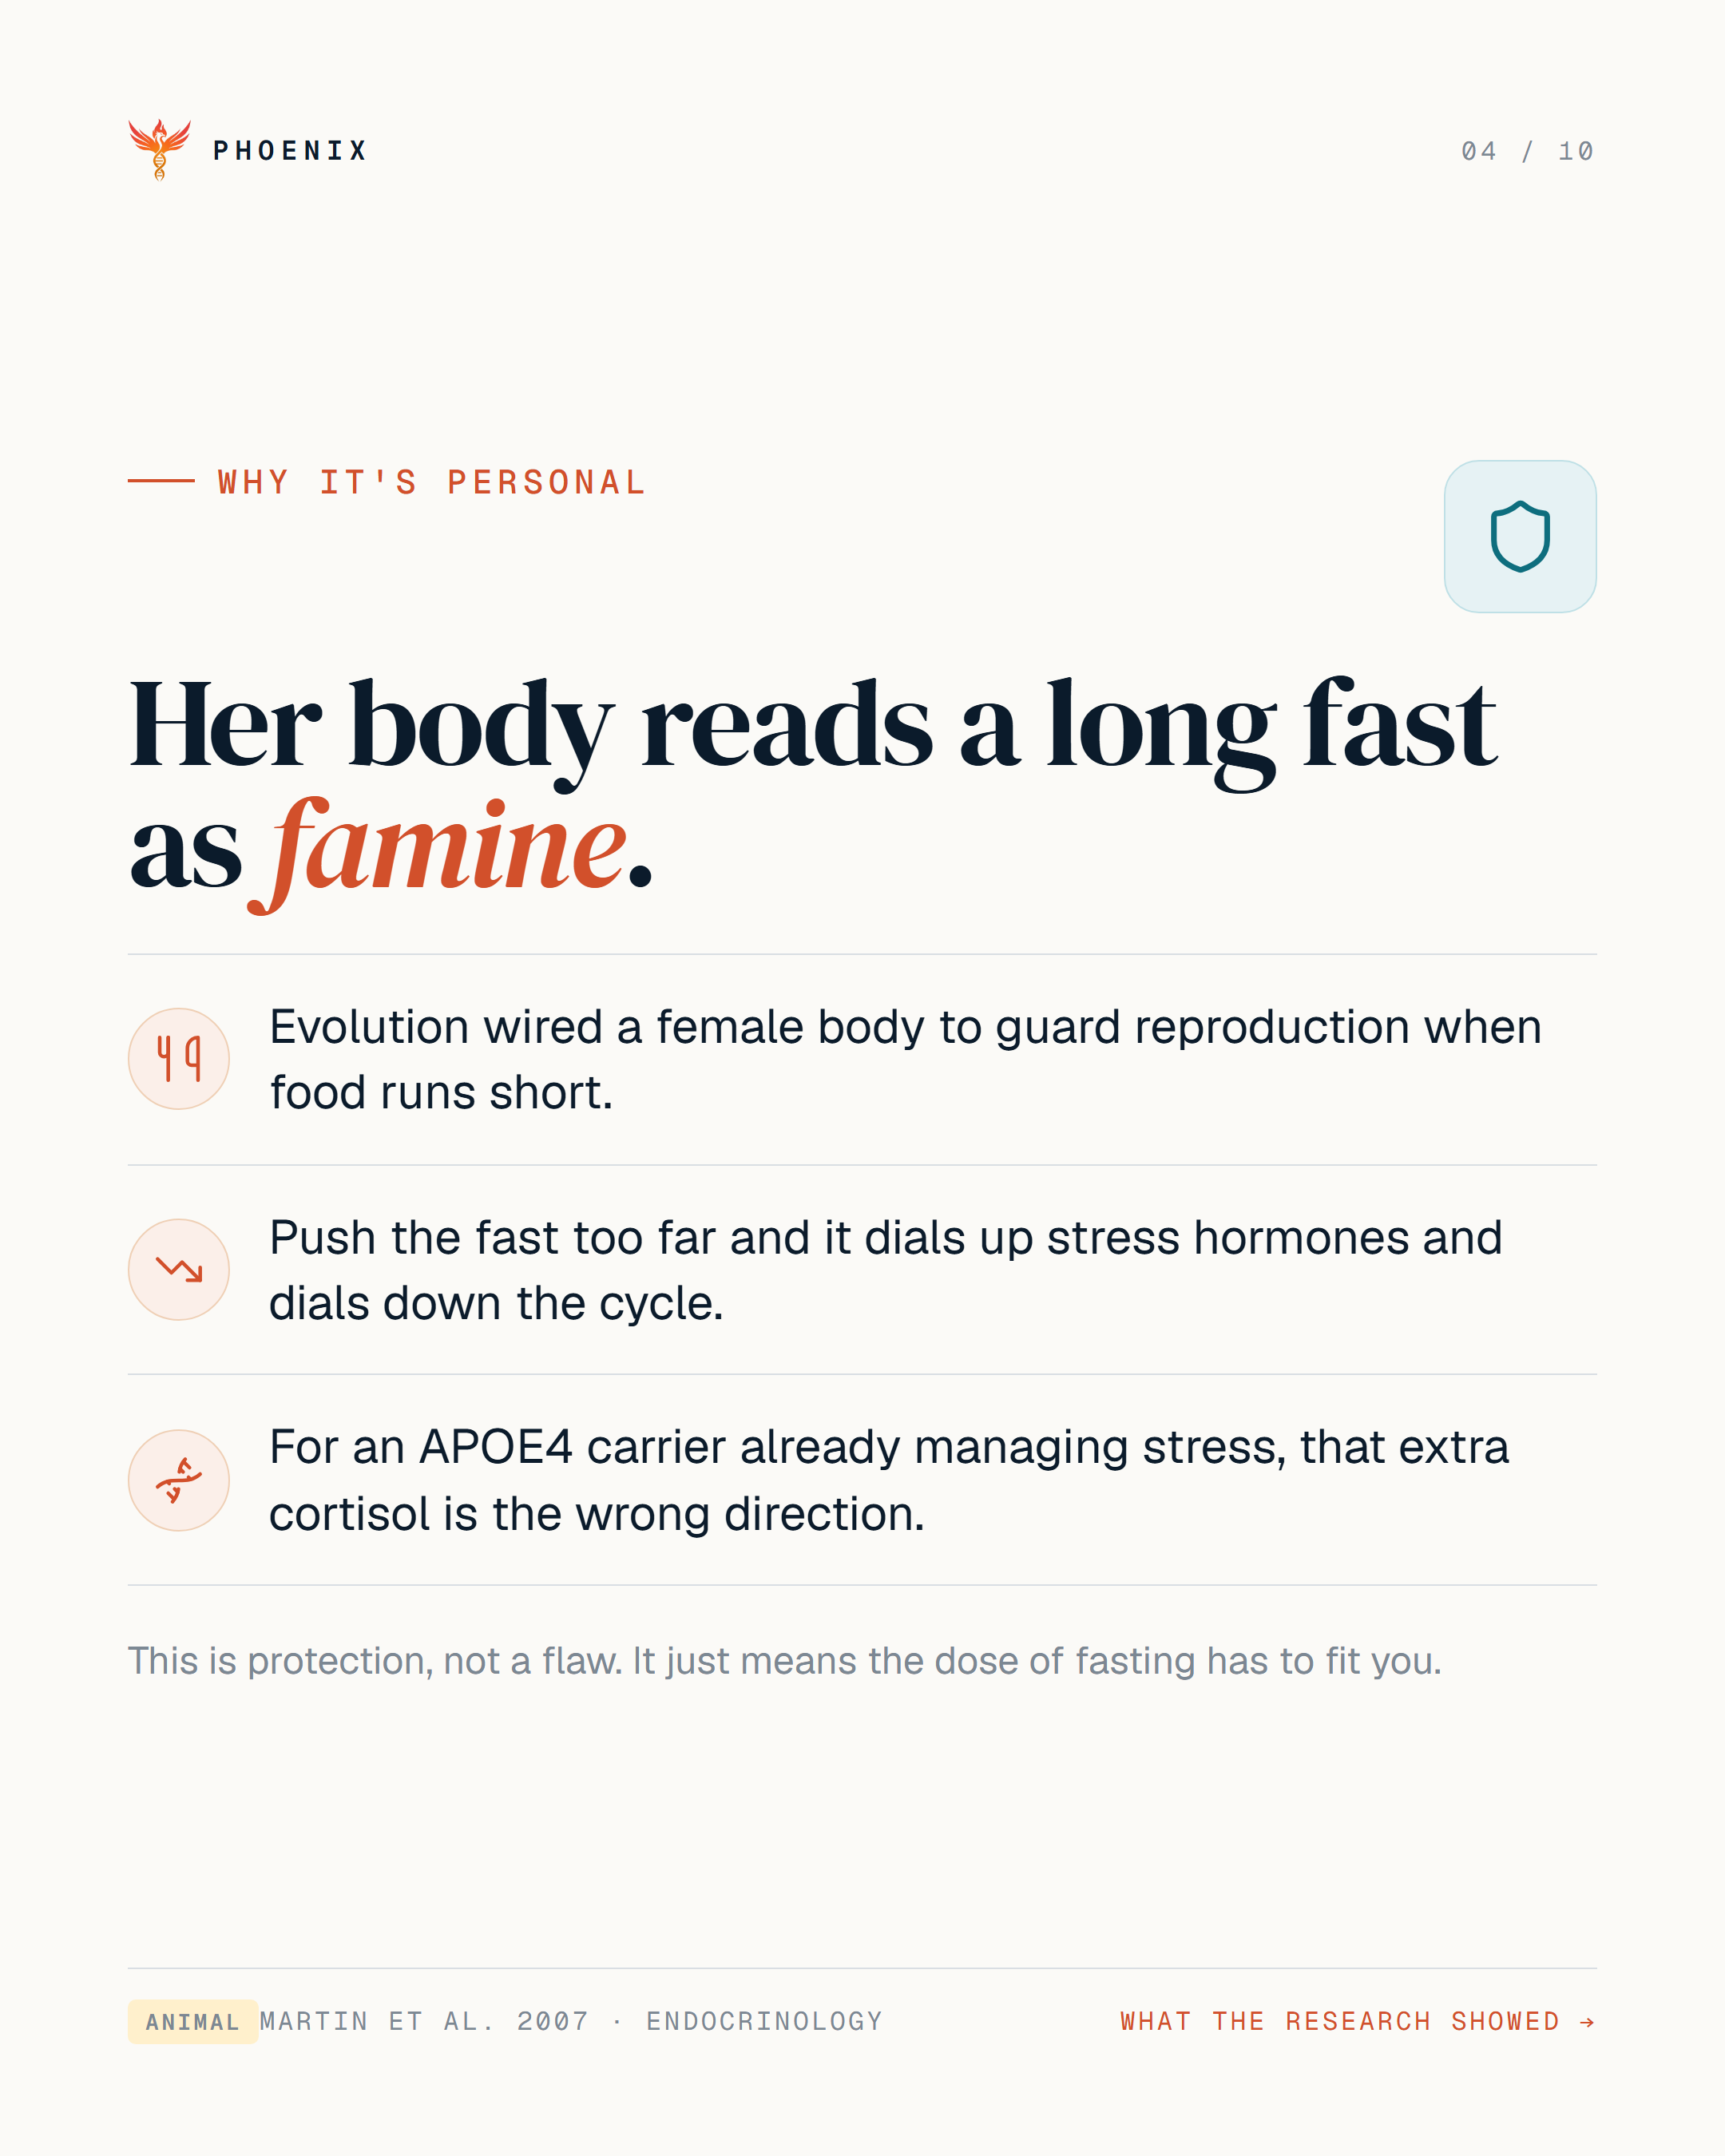 PHOENIX
04 / 10
WHY IT'S PERSONAL
Her body reads a long fast
as famine.
Evolution wired a female body to guard reproduction when
food runs short.
Push the fast too far and it dials up stress hormones and
dials down the cycle.
For an APOE4 carrier already managing stress, that extra
cortisol is the wrong direction.
This is protection, not a flaw. It just means the dose of fasting has to fit you.
ANIMAL MARTIN ET AL. 2007 · ENDOCRINOLOGY
WHAT THE RESEARCH SHOWED →